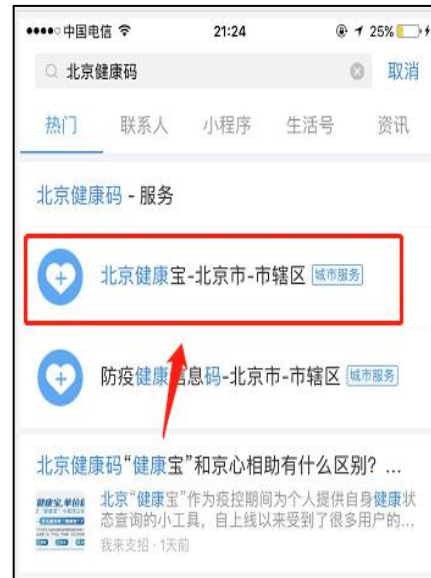 中国电信 21:24 25%
北京健康码 取消
热门 联系人 小程序 生活号 资讯
北京健康码 - 服务
北京健康宝-北京市-市辖区 城市服务
防疫健康信息码-北京市-市辖区 城市服务
北京健康码“健康宝”和京心相助有什么区别? ...
北京“健康宝”作为疫控期间为个人提供自身健康状
态查询的小工具，自上线以来受到了很多用户的...
我来支招 · 1天前